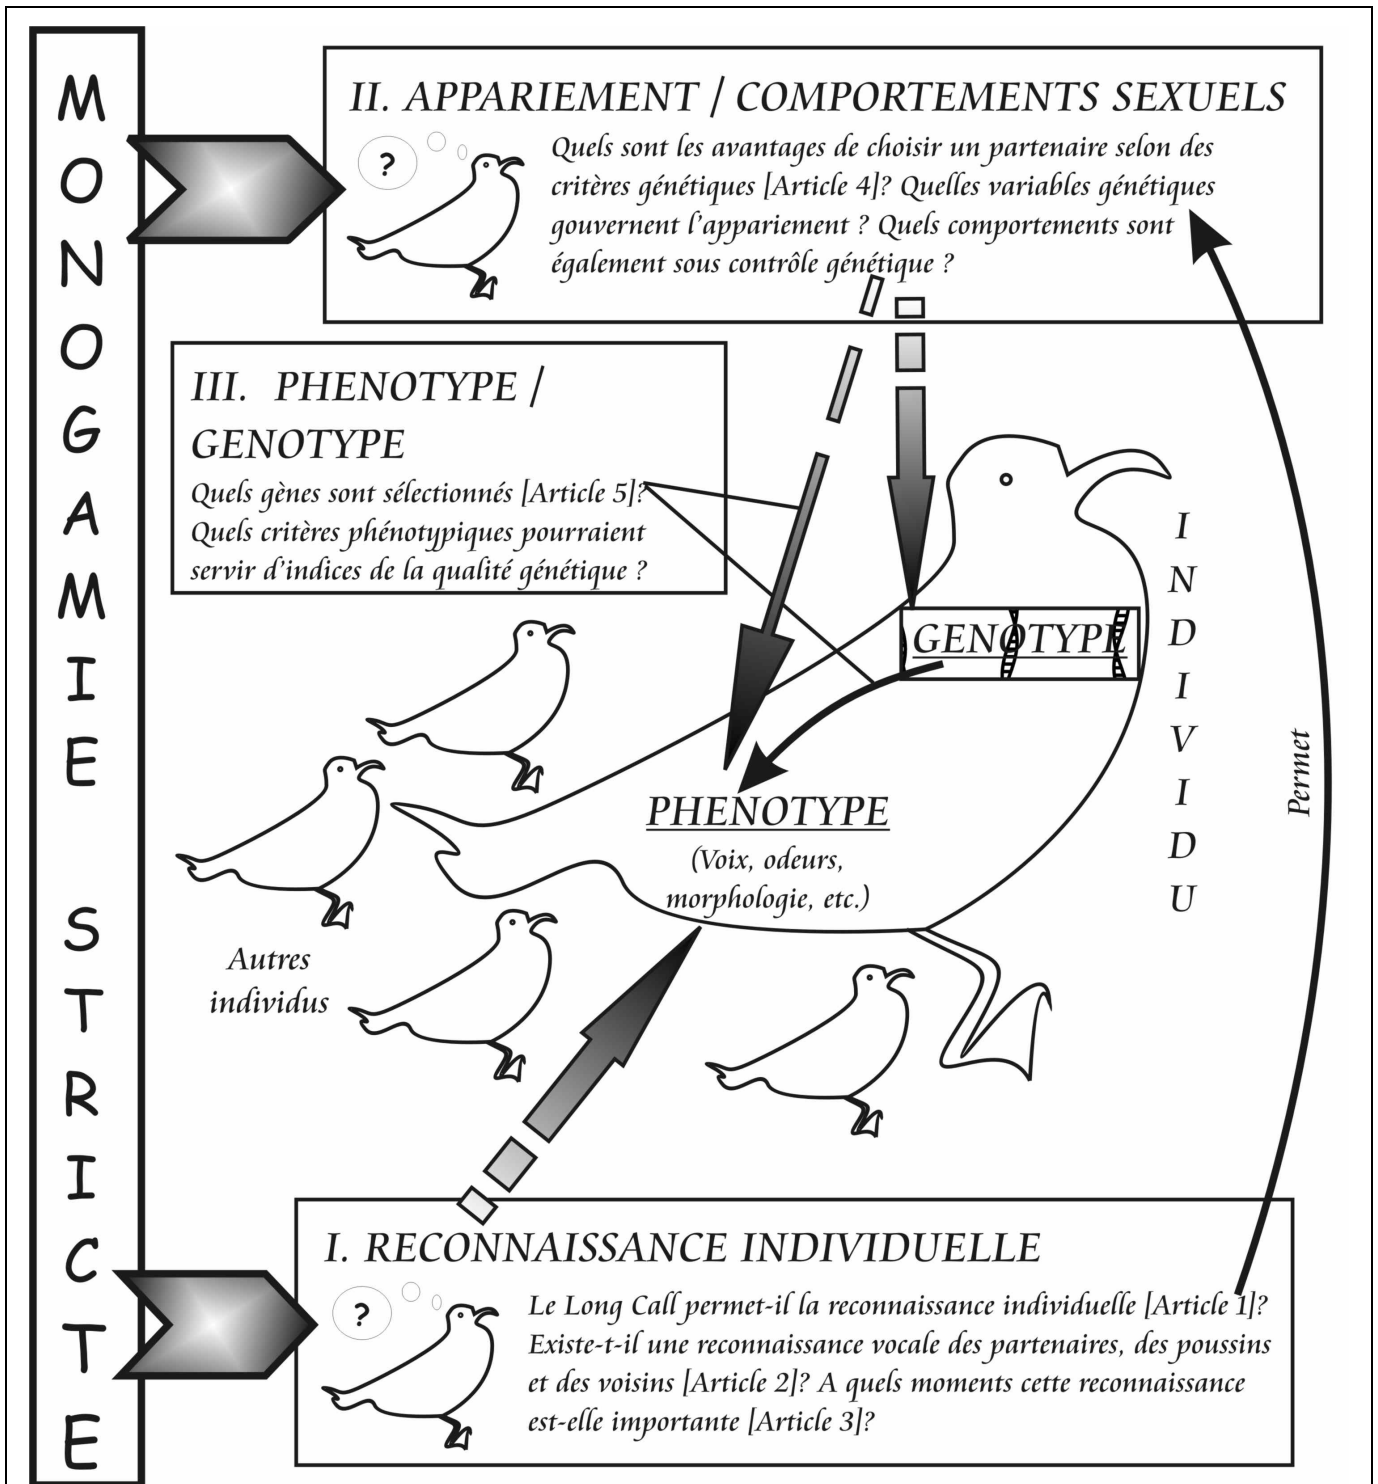 MONOGAMIE STRICTE
II. APPARIEMENT / COMPORTEMENTS SEXUELS
?
Quels sont les avantages de choisir un partenaire selon des
critères génétiques [Article 4]? Quelles variables génétiques
gouvernent l'appariement ? Quels comportements sont
également sous contrôle génétique ?
III. PHENOTYPE /
GENOTYPE
Quels gènes sont sélectionnés [Article 5]?
Quels critères phénotypiques pourraient
servir d'indices de la qualité génétique ?
GENOTYPE
INDIVIDU
Permet
PHENOTYPE
(Voix, odeurs,
morphologie, etc.)
Autres
individus
I. RECONNAISSANCE INDIVIDUELLE
?
Le Long Call permet-il la reconnaissance individuelle [Article 1]?
Existe-t-il une reconnaissance vocale des partenaires, des poussins
et des voisins [Article 2]? A quels moments cette reconnaissance
est-elle importante [Article 3]?